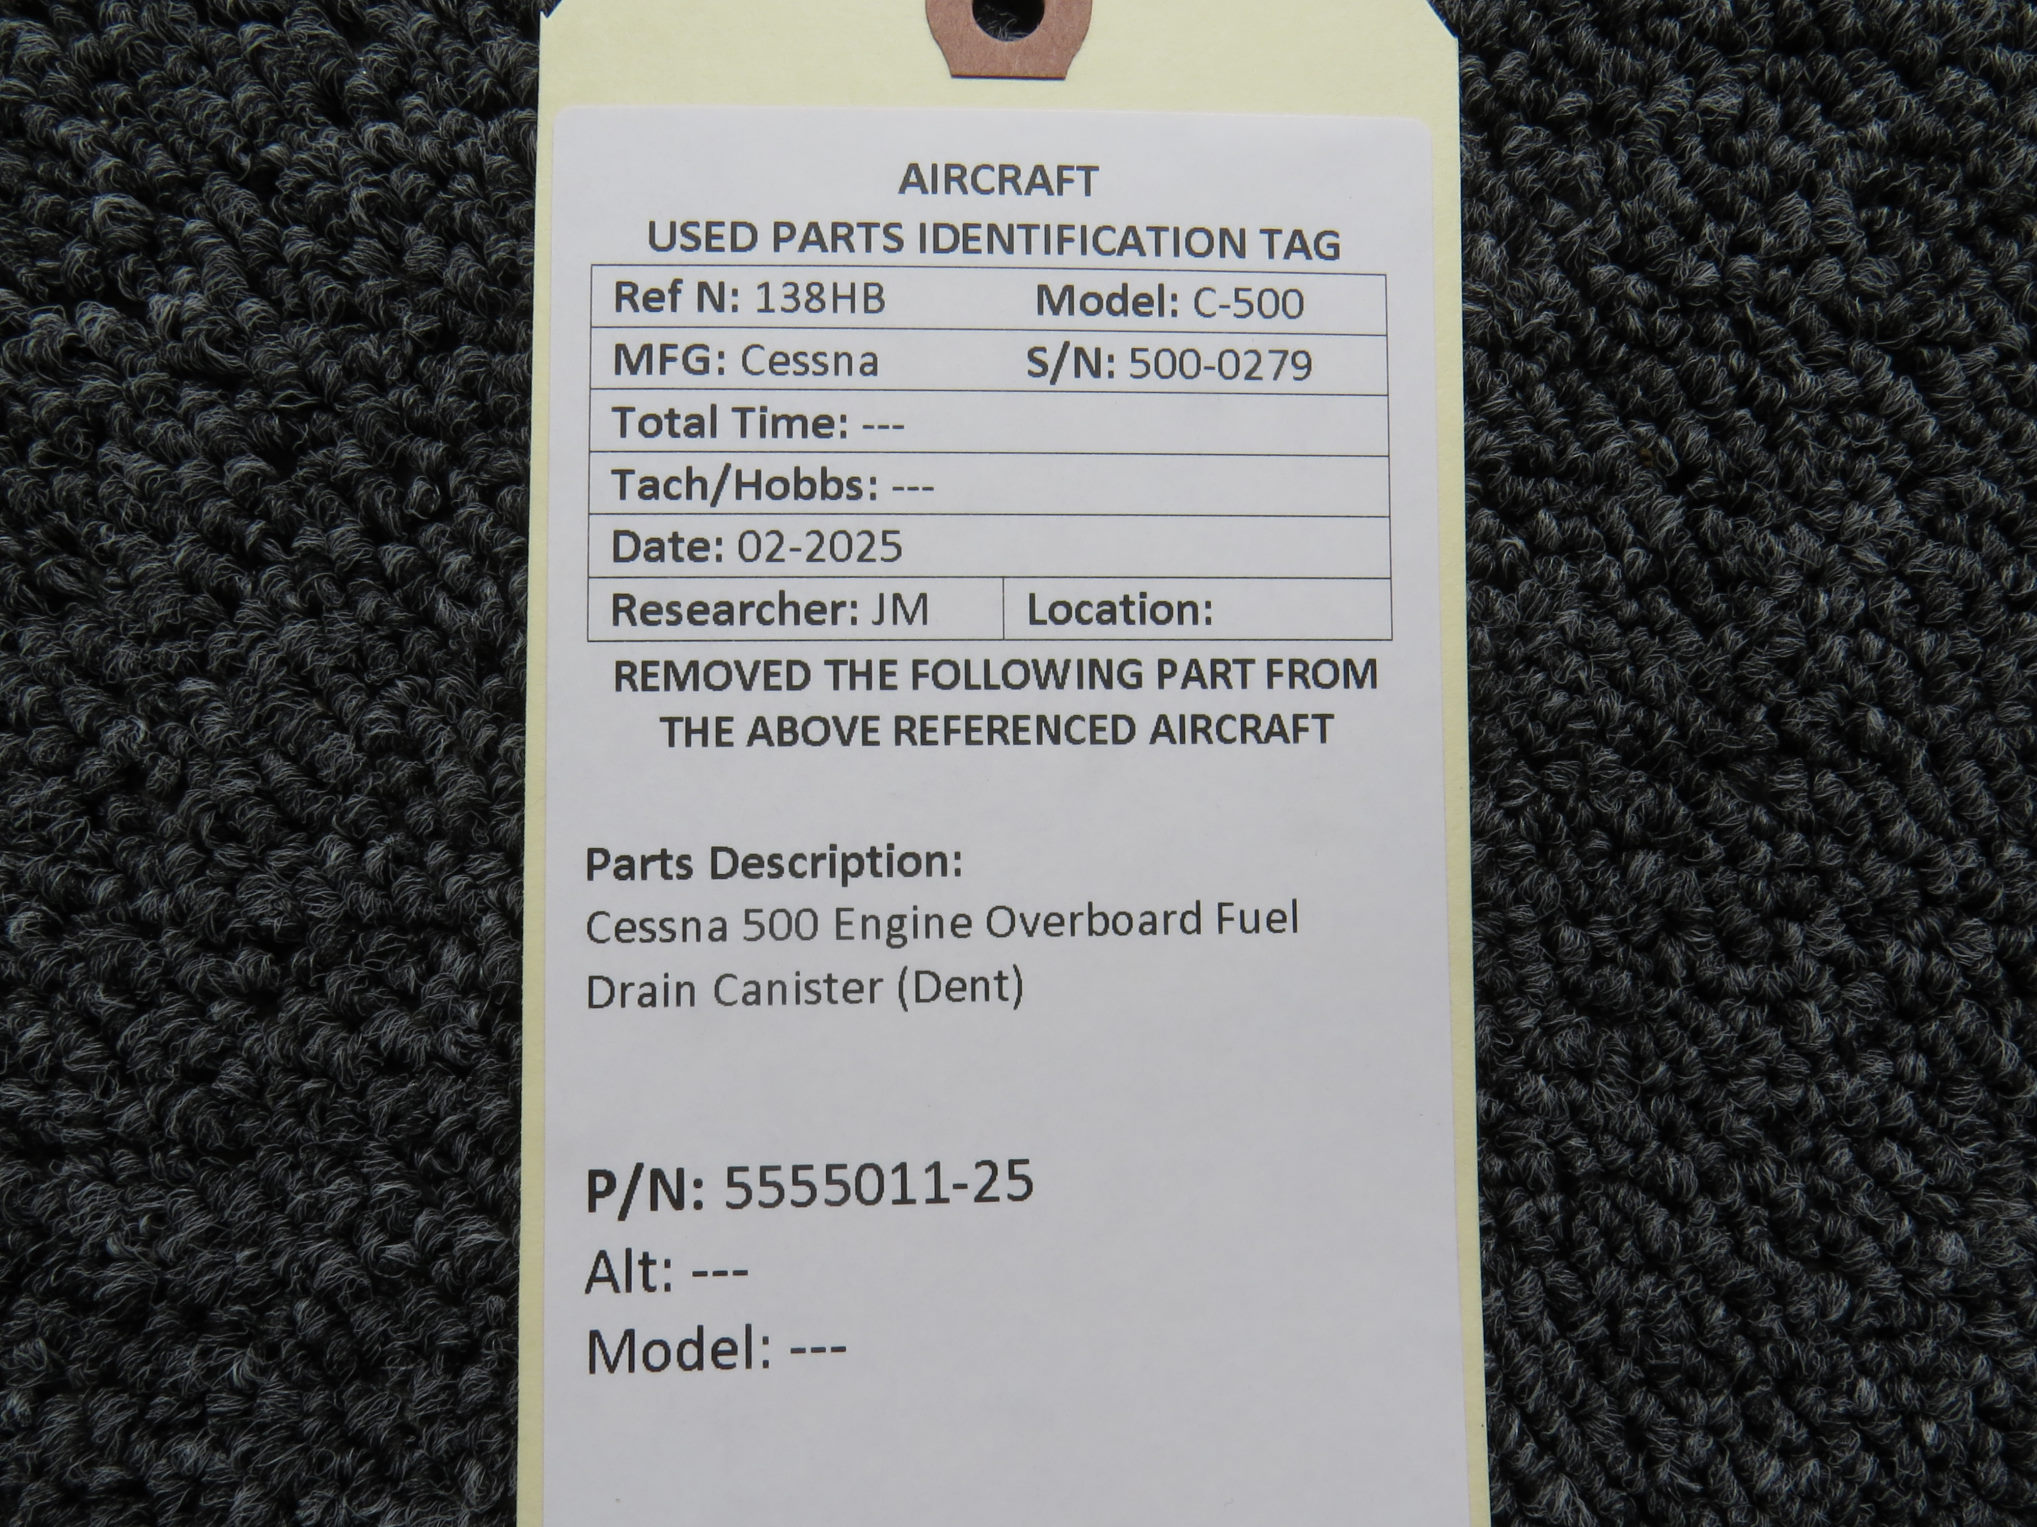 AIRCRAFT
USED PARTS IDENTIFICATION TAG
Ref N: 138HB Model: C-500
MFG: Cessna S/N: 500-0279
Total Time: ---
Tach/Hobbs: ---
Date: 02-2025
Researcher: JM Location:
REMOVED THE FOLLOWING PART FROM
THE ABOVE REFERENCED AIRCRAFT
Parts Description:
Cessna 500 Engine Overboard Fuel
Drain Canister (Dent)
P/N: 5555011-25
Alt: ---
Model: ---